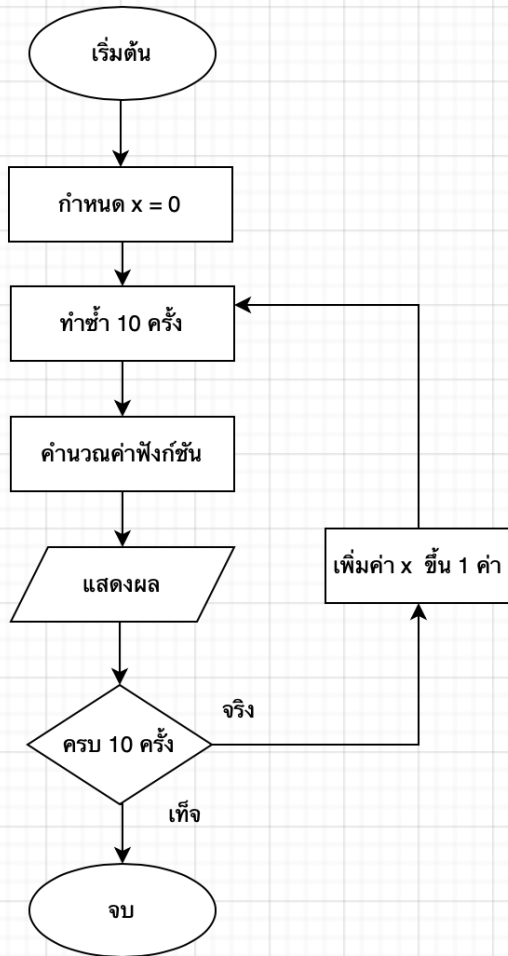 เริ่มต้น
กำหนด x = 0
ทำซ้ำ 10 ครั้ง
คำนวณค่าฟังก์ชัน
แสดงผล
เพิ่มค่า x ขึ้น 1 ค่า
ครบ 10 ครั้ง
จริง
เท็จ
จบ